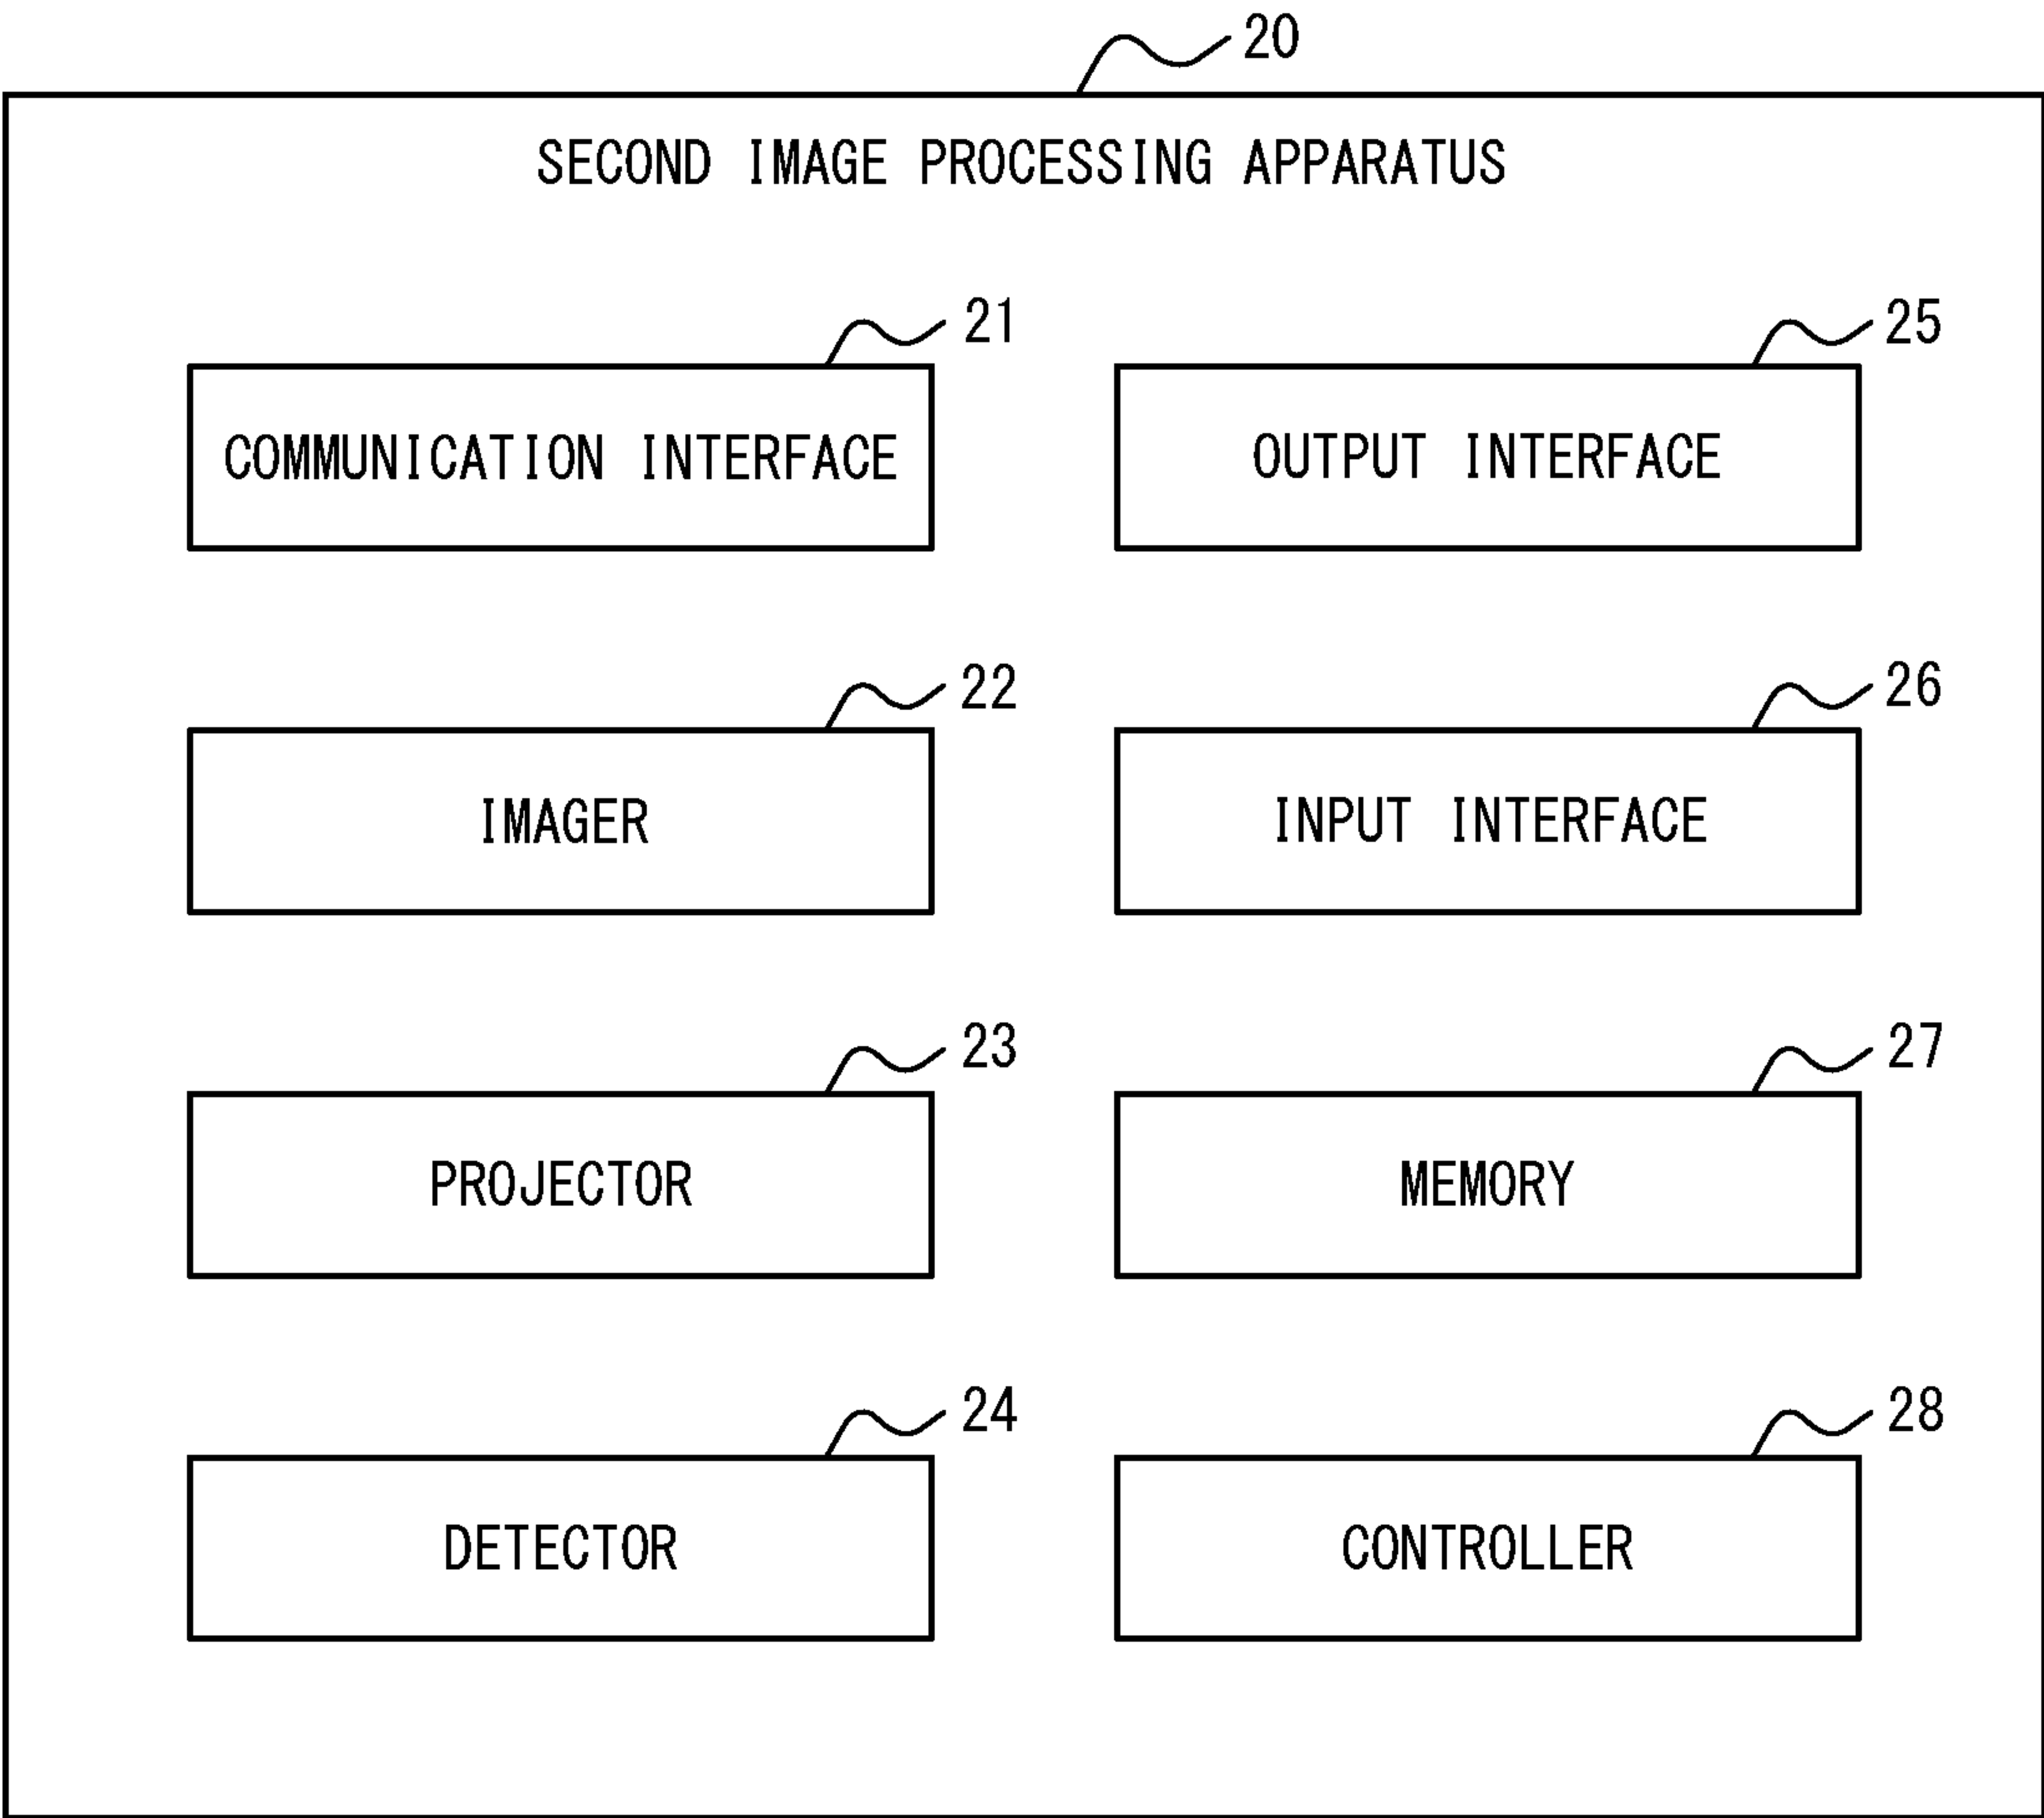 20
SECOND IMAGE PROCESSING APPARATUS
21
COMMUNICATION INTERFACE
25
OUTPUT INTERFACE
22
IMAGER
26
INPUT INTERFACE
23
PROJECTOR
27
MEMORY
24
DETECTOR
28
CONTROLLER